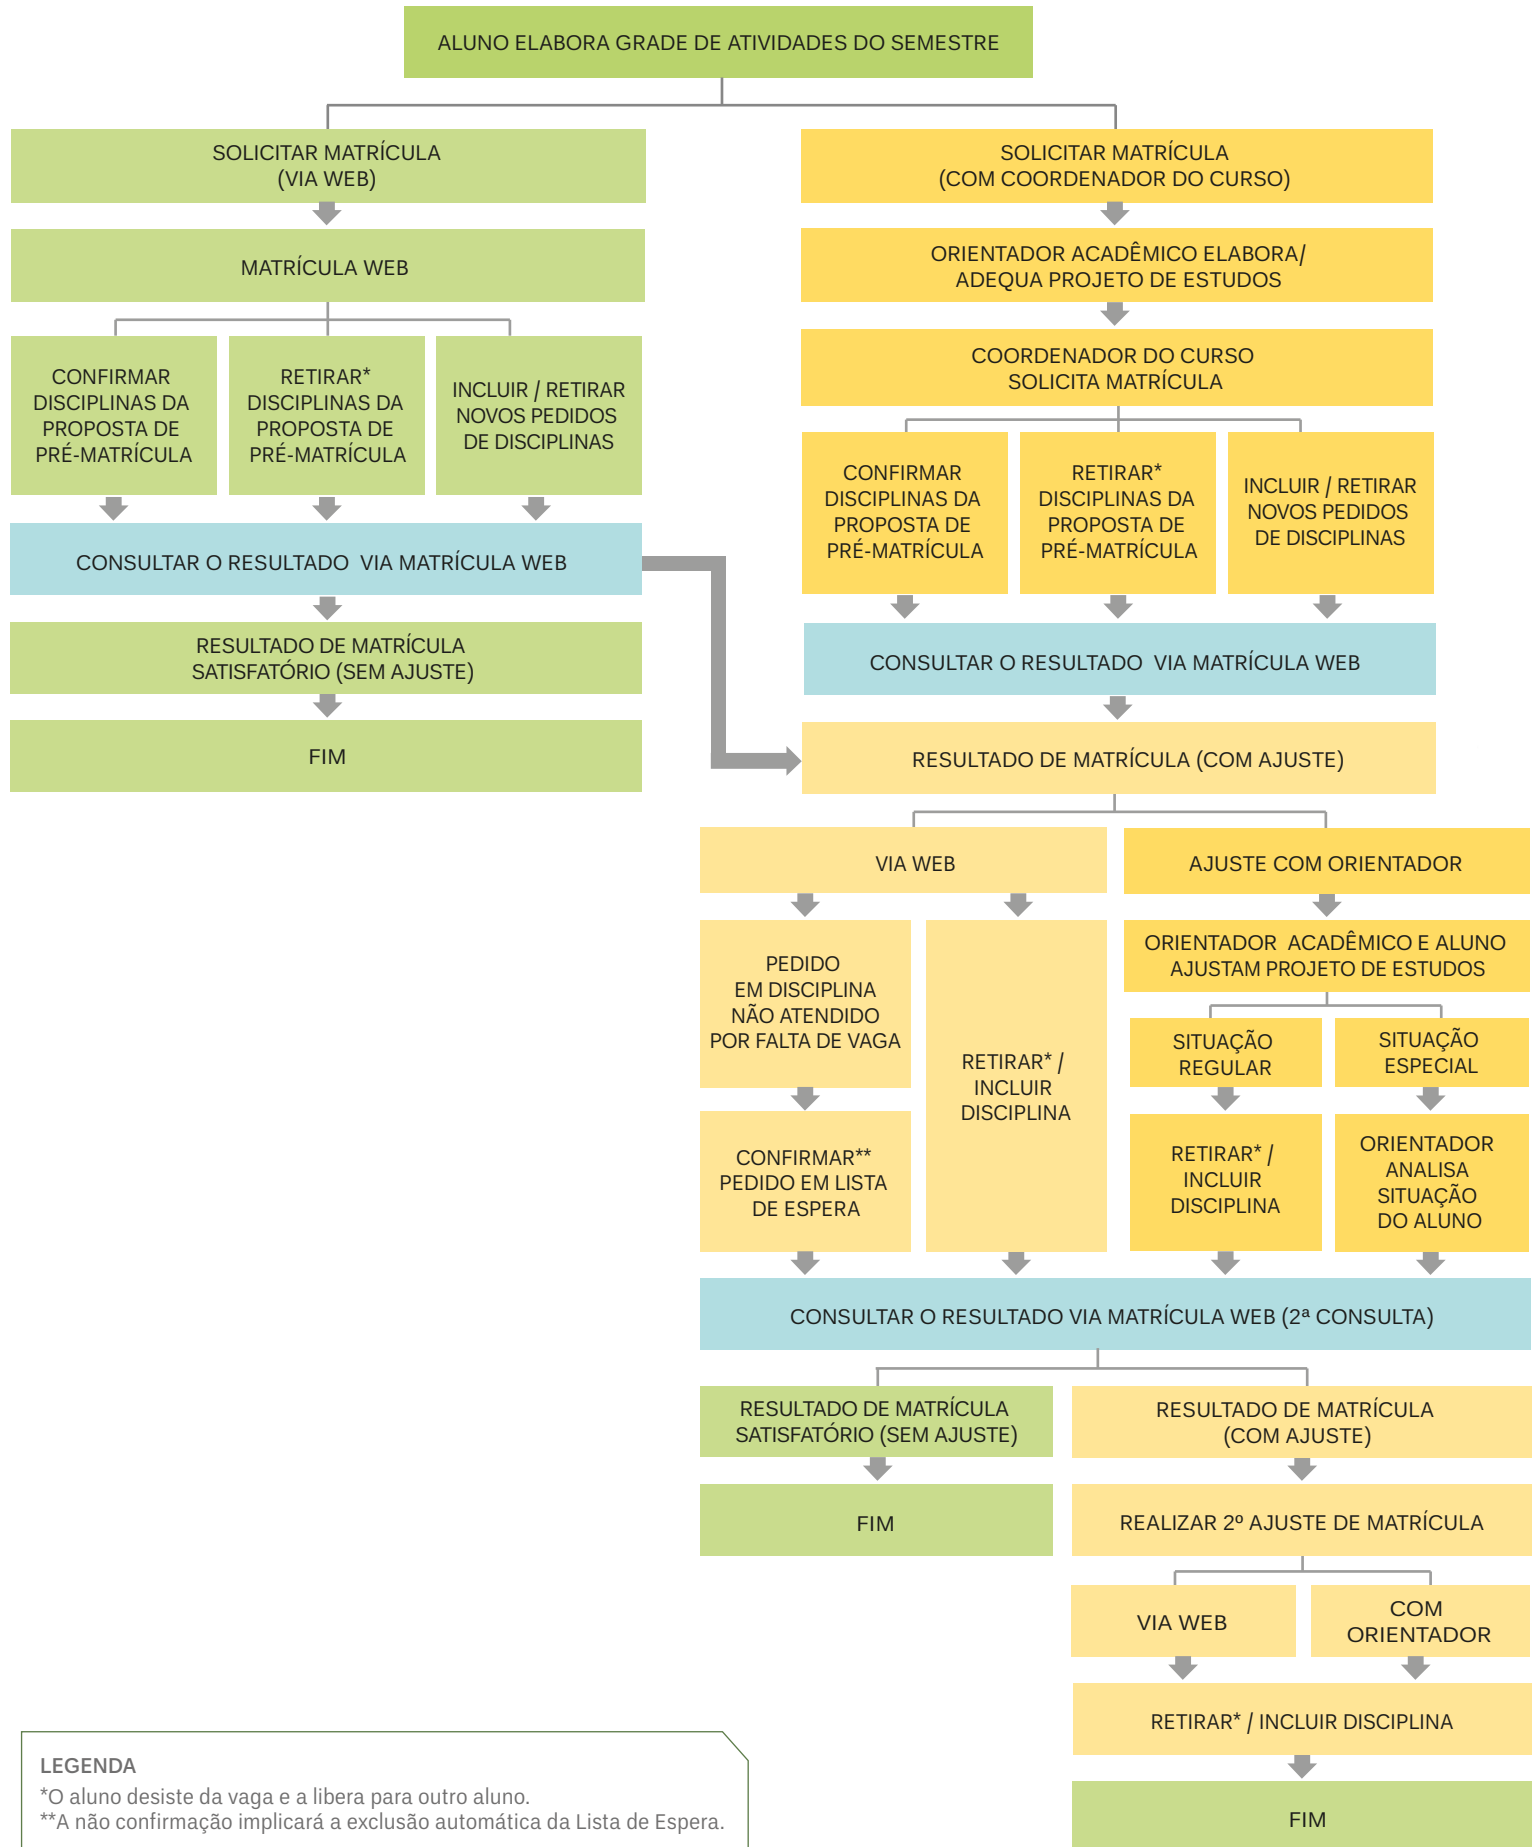 ALUNO ELABORA GRADE DE ATIVIDADES DO SEMESTRE
SOLICITAR MATRÍCULA
(VIA WEB)
MATRÍCULA WEB
CONFIRMAR
DISCIPLINAS DA
PROPOSTA DE
PRÉ-MATRÍCULA
RETIRAR*
DISCIPLINAS DA
PROPOSTA DE
PRÉ-MATRÍCULA
INCLUIR / RETIRAR
NOVOS PEDIDOS
DE DISCIPLINAS
CONSULTAR O RESULTADO VIA MATRÍCULA WEB
RESULTADO DE MATRÍCULA
SATISFATÓRIO (SEM AJUSTE)
FIM
SOLICITAR MATRÍCULA
(COM COORDENADOR DO CURSO)
ORIENTADOR ACADÊMICO ELABORA/
ADEQUA PROJETO DE ESTUDOS
COORDENADOR DO CURSO
SOLICITA MATRÍCULA
CONFIRMAR
DISCIPLINAS DA
PROPOSTA DE
PRÉ-MATRÍCULA
RETIRAR*
DISCIPLINAS DA
PROPOSTA DE
PRÉ-MATRÍCULA
INCLUIR / RETIRAR
NOVOS PEDIDOS
DE DISCIPLINAS
CONSULTAR O RESULTADO VIA MATRÍCULA WEB
RESULTADO DE MATRÍCULA (COM AJUSTE)
VIA WEB
PEDIDO
EM DISCIPLINA
NÃO ATENDIDO
POR FALTA DE VAGA
CONFIRMAR**
PEDIDO EM LISTA
DE ESPERA
RETIRAR* /
INCLUIR
DISCIPLINA
AJUSTE COM ORIENTADOR
ORIENTADOR ACADÊMICO E ALUNO
AJUSTAM PROJETO DE ESTUDOS
SITUAÇÃO
REGULAR
RETIRAR* /
INCLUIR
DISCIPLINA
SITUAÇÃO
ESPECIAL
ORIENTADOR
ANALISA
SITUAÇÃO
DO ALUNO
CONSULTAR O RESULTADO VIA MATRÍCULA WEB (2ª CONSULTA)
RESULTADO DE MATRÍCULA
SATISFATÓRIO (SEM AJUSTE)
FIM
RESULTADO DE MATRÍCULA
(COM AJUSTE)
REALIZAR 2º AJUSTE DE MATRÍCULA
VIA WEB
COM
ORIENTADOR
RETIRAR* / INCLUIR DISCIPLINA
FIM
LEGENDA
*O aluno desiste da vaga e a libera para outro aluno.
**A não confirmação implicará a exclusão automática da Lista de Espera.